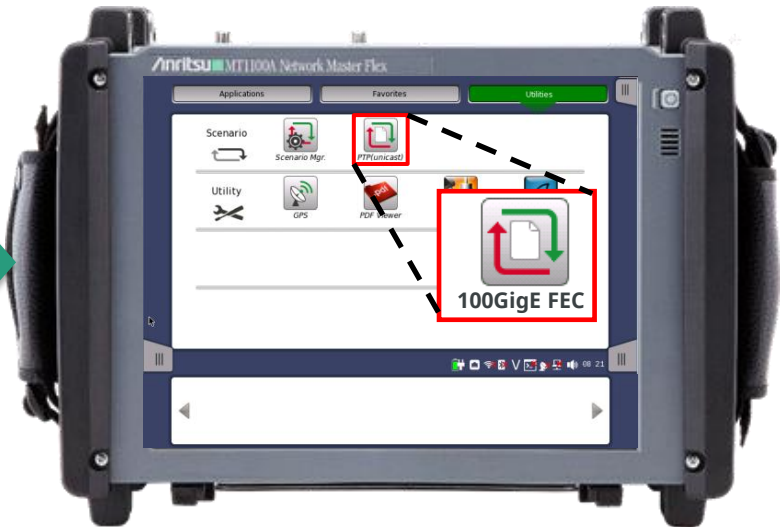 Anritsu MT1100A Network Master Flex
Applications
Favorites
Utilities
Scenario
Scenario Mgr.
PTP(unicast)
Utility
GPS
.pdf
PDF Viewer
100GigE FEC
08 21